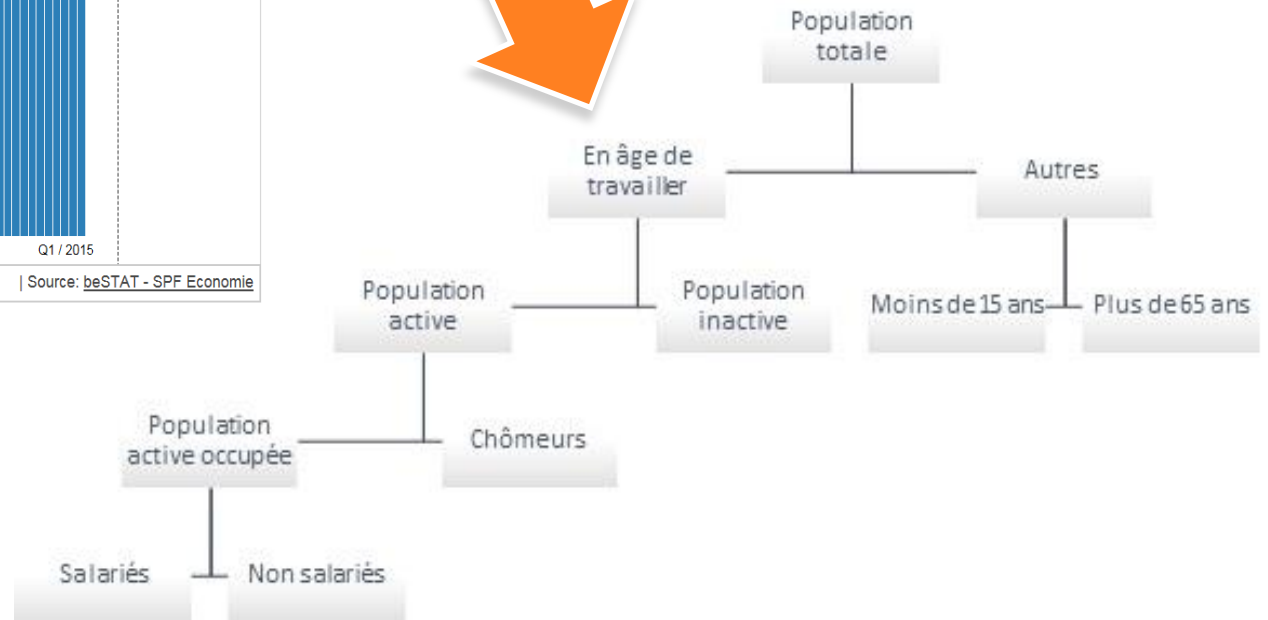 Population
totale
En âge de
travailler
Autres
Q1 / 2015
| Source: beSTAT - SPF Economie
Population
active
Population
inactive
Moins de 15 ans
Plus de 65 ans
Population
active occupée
Chômeurs
Salariés
Non salariés